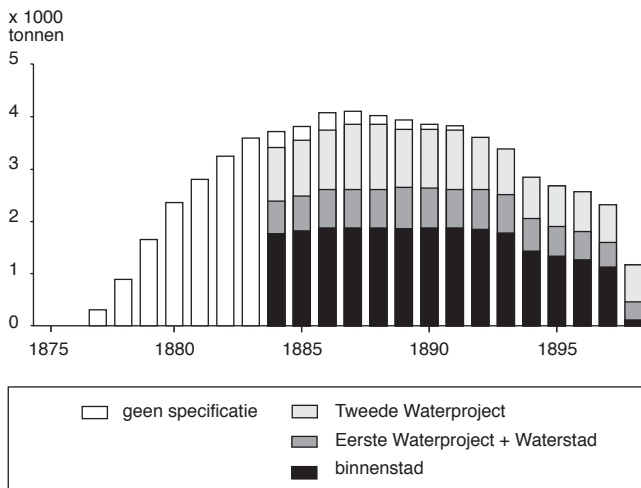 x 1000
tonnen
5
4
3
2
1
0
1875 1880 1885 1890 1895
geen specificatie
Tweede Waterproject
Eerste Waterproject + Waterstad
binnenstad